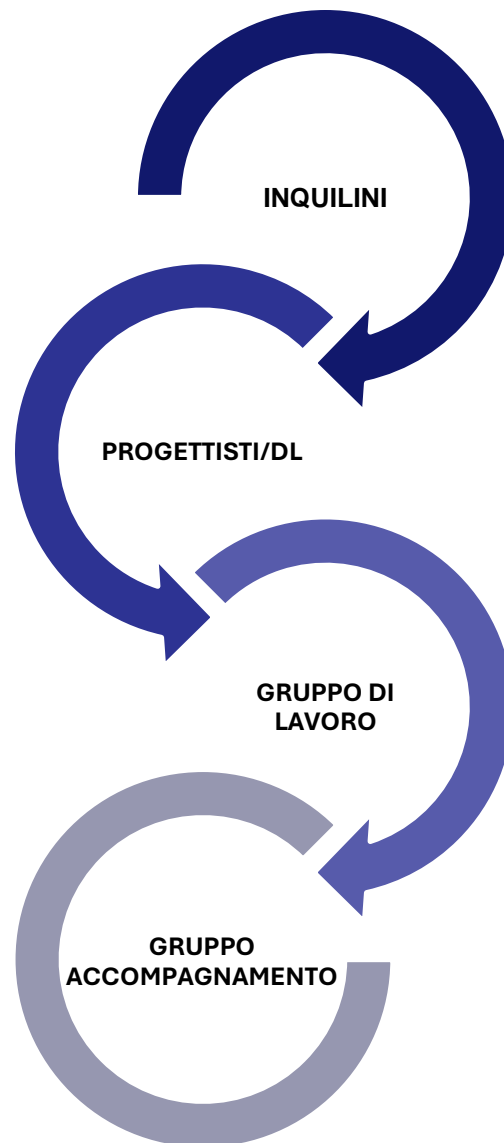 INQUILINI
PROGETTISTI/DL
GRUPPO DI
LAVORO
GRUPPO
ACCOMPAGNAMENTO